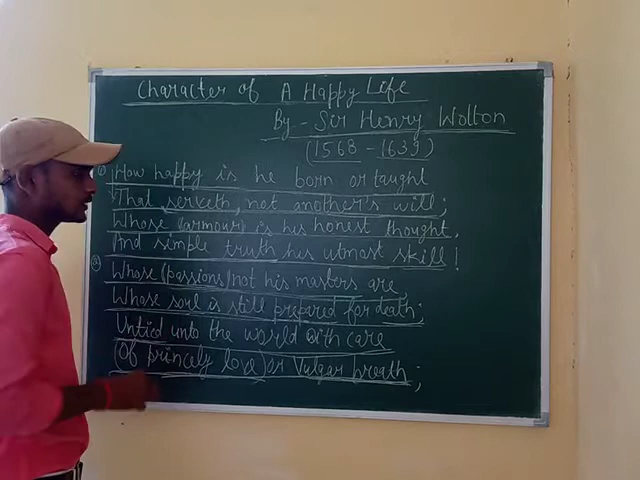 Character of A Happy Life
By - Sir Henry Wolton
(1568 - 1639)
① How happy is he born or taught
That serveth, not another's will;
Whose (armour) is his honest thought,
And simple truth his utmost skill!
② Whose (passions) not his masters are
Whose soul is still prepared for death;
Untied unto the world with care
(Of princely love) or Vulgar breath;